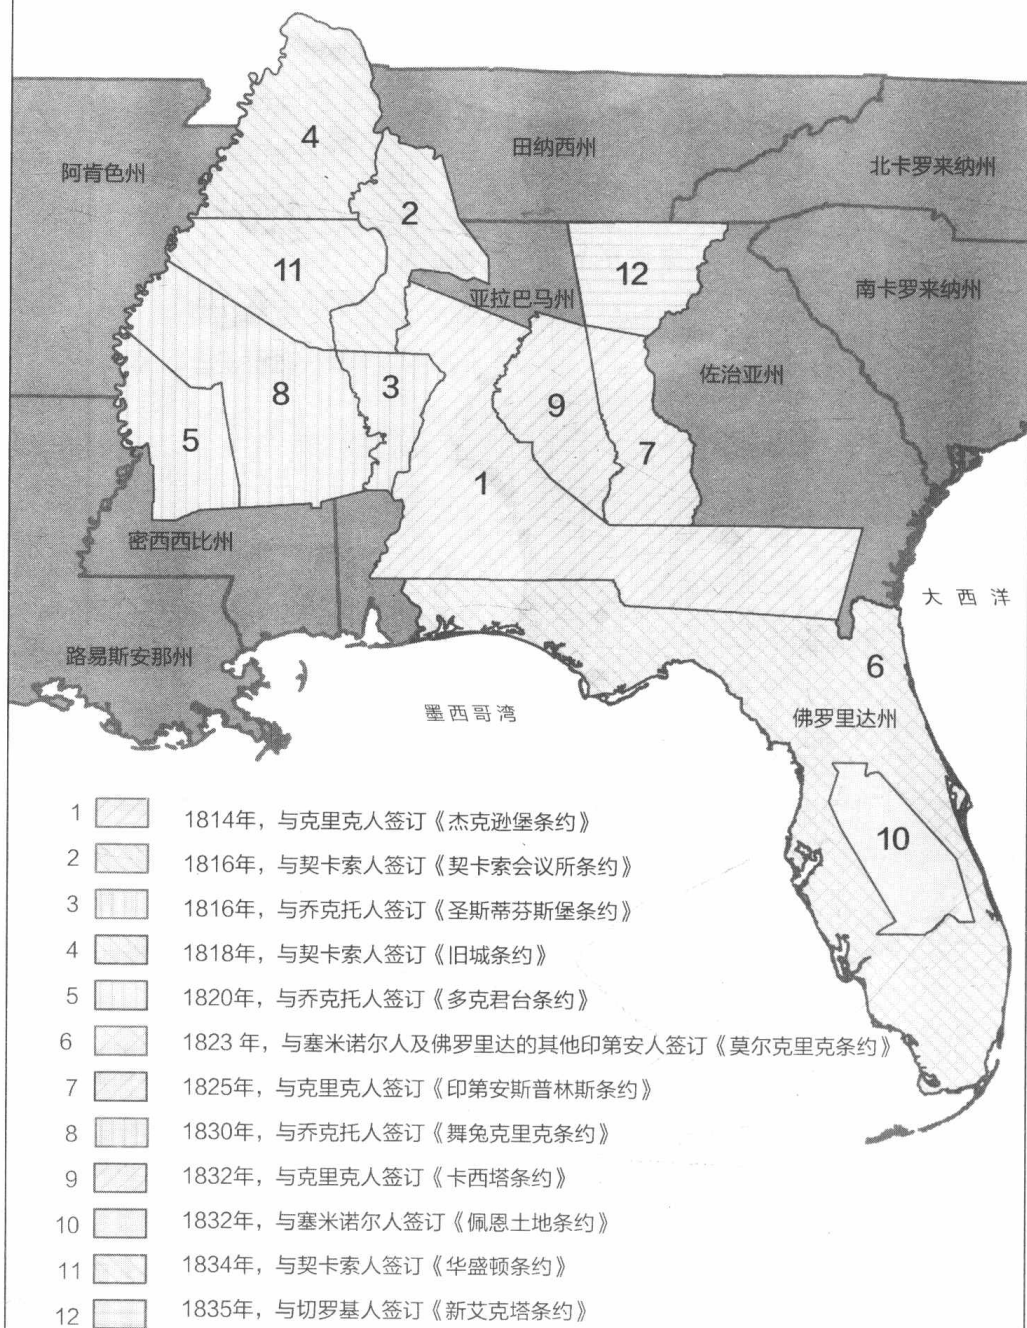 4
田纳西州
阿肯色州
北卡罗来纳州
2
11
12
亚拉巴马州
南卡罗来纳州
佐治亚州
3
8
9
5
7
1
密西西比州
大西洋
路易斯安那州
6
墨西哥湾
佛罗里达州
10
1 1814年，与克里克人签订《杰克逊堡条约》
2 1816年，与契卡索人签订《契卡索会议所条约》
3 1816年，与乔克托人签订《圣斯蒂芬斯堡条约》
4 1818年，与契卡索人签订《旧城条约》
5 1820年，与乔克托人签订《多克君台条约》
6 1823 年，与塞米诺尔人及佛罗里达的其他印第安人签订《莫尔克里克条约》
7 1825年，与克里克人签订《印第安斯普林斯条约》
8 1830年，与乔克托人签订《舞兔克里克条约》
9 1832年，与克里克人签订《卡西塔条约》
10 1832年，与塞米诺尔人签订《佩恩土地条约》
11 1834年，与契卡索人签订《华盛顿条约》
12 1835年，与切罗基人签订《新艾克塔条约》